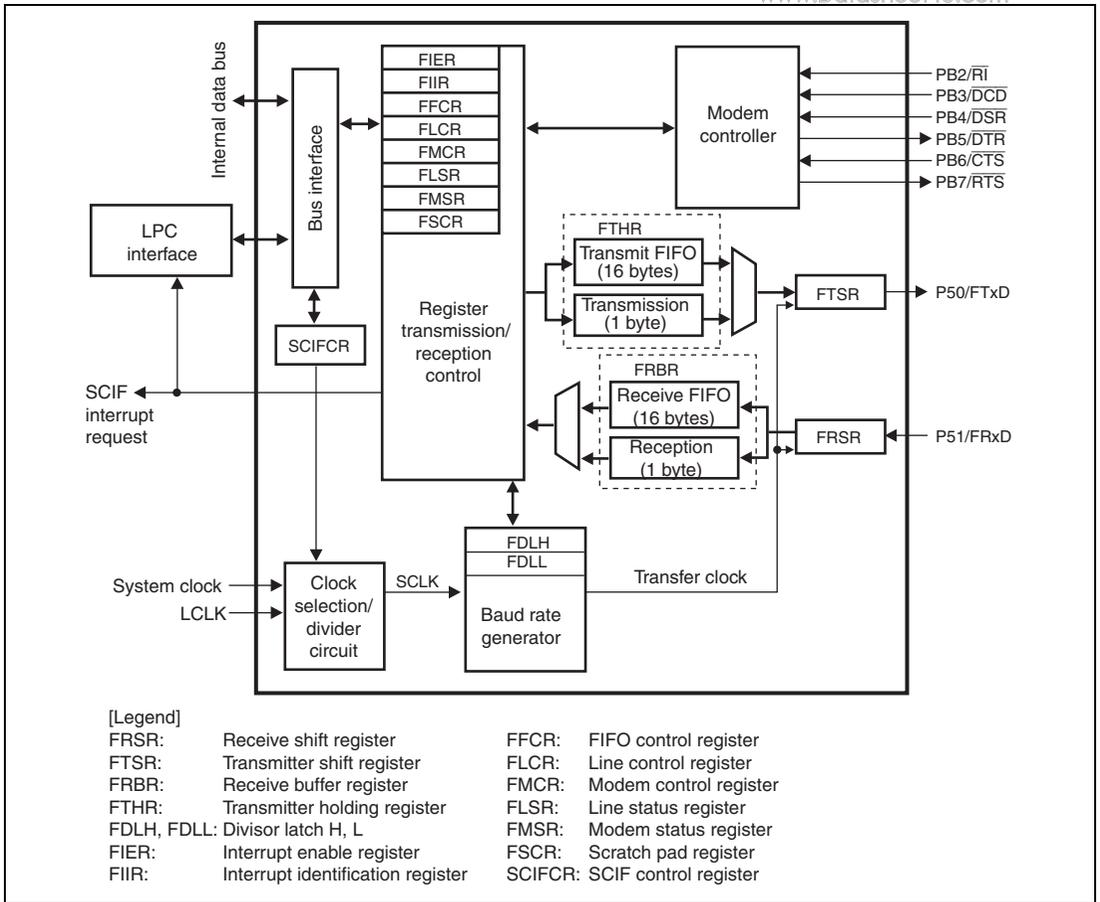 Internal data bus
Bus interface
LPC
interface
SCIFCR
SCIF
interrupt
request
FIER
FIIR
FFCR
FLCR
FMCR
FLSR
FMSR
FSCR
Register
transmission/
reception
control
Modem
controller
PB2/RI
PB3/DCD
PB4/DSR
PB5/DTR
PB6/CTS
PB7/RTS
FTHR
Transmit FIFO
(16 bytes)
Transmission
(1 byte)
FTSR
P50/FTxD
FRBR
Receive FIFO
(16 bytes)
Reception
(1 byte)
FRSR
P51/FRxD
System clock
LCLK
Clock
selection/
divider
circuit
SCLK
FDLH
FDLL
Baud rate
generator
Transfer clock
[Legend]
FRSR: Receive shift register
FTSR: Transmitter shift register
FRBR: Receive buffer register
FTHR: Transmitter holding register
FDLH, FDLL: Divisor latch H, L
FIER: Interrupt enable register
FIIR: Interrupt identification register
FFCR: FIFO control register
FLCR: Line control register
FMCR: Modem control register
FLSR: Line status register
FMSR: Modem status register
FSCR: Scratch pad register
SCIFCR: SCIF control register